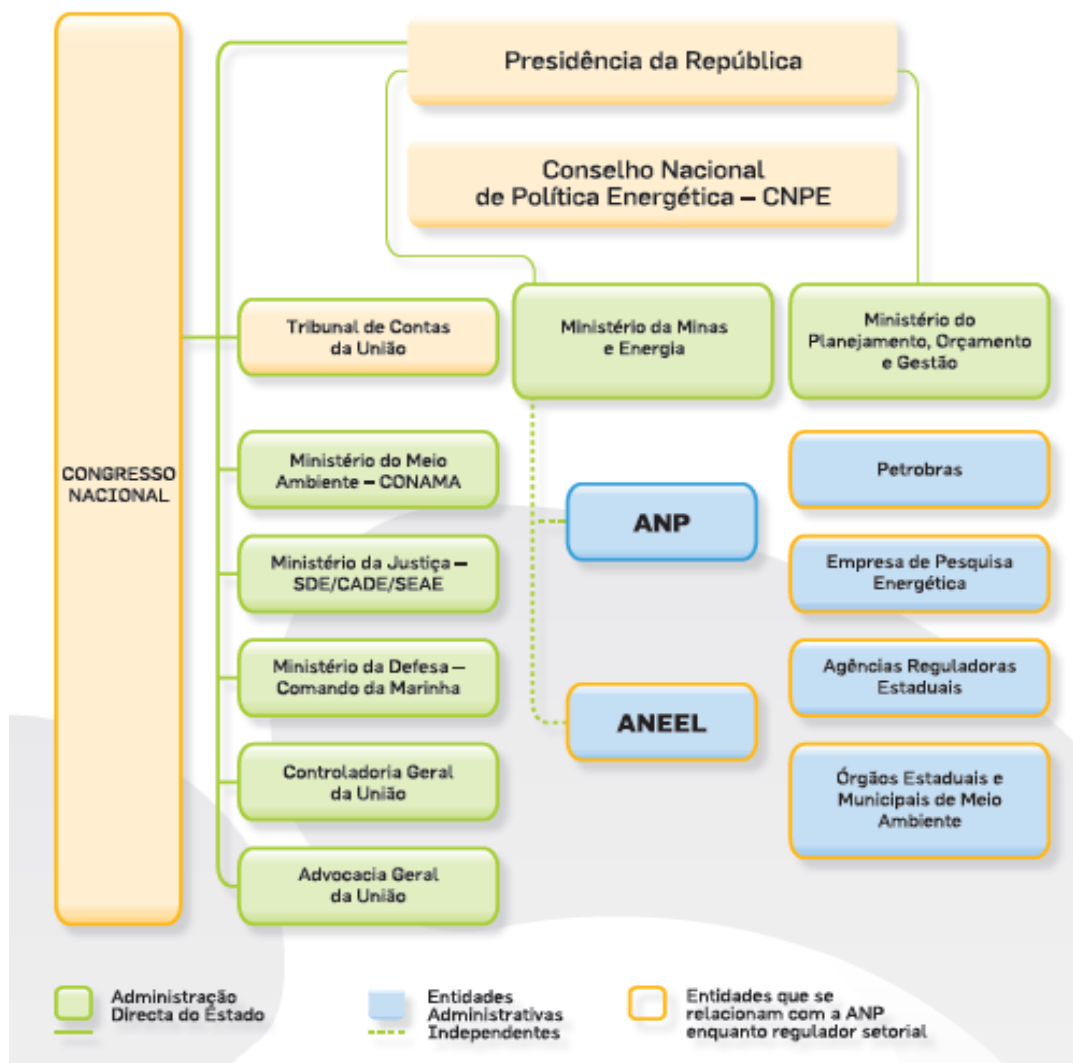 Presidência da República
Conselho Nacional
de Política Energética – CNPE
CONGRESSO
NACIONAL
Tribunal de Contas
da União
Ministério do Meio
Ambiente – CONAMA
Ministério da Justiça –
SDE/CADE/SEAE
Ministério da Defesa –
Comando da Marinha
Controladoria Geral
da União
Advocacia Geral
da União
Ministério da Minas
e Energia
ANP
ANEEL
Ministério do
Planejamento, Orçamento
e Gestão
Petrobras
Empresa de Pesquisa
Energética
Agências Reguladoras
Estaduais
Órgãos Estaduais e
Municipais de Meio
Ambiente
Administração
Directa do Estado
Entidades
Administrativas
Independentes
Entidades que se
relacionam com a ANP
enquanto regulador setorial